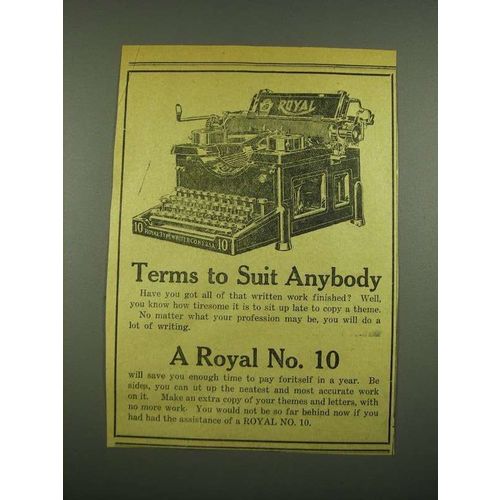 ROYAL
10 ROYAL TYPEWRITER CO. N.Y. U.S.A. 10
Terms to Suit Anybody
Have you got all of that written work finished? Well,
you know how tiresome it is to sit up late to copy a theme.
No matter what your profession may be, you will do a
lot of writing.
A Royal No. 10
will save you enough time to pay foritself in a year. Be
sides, you can ut up the neatest and most accurate work
on it. Make an extra copy of your themes and letters, with
no more work. You would not be so far behind now if you
had had the assistance of a ROYAL NO. 10.